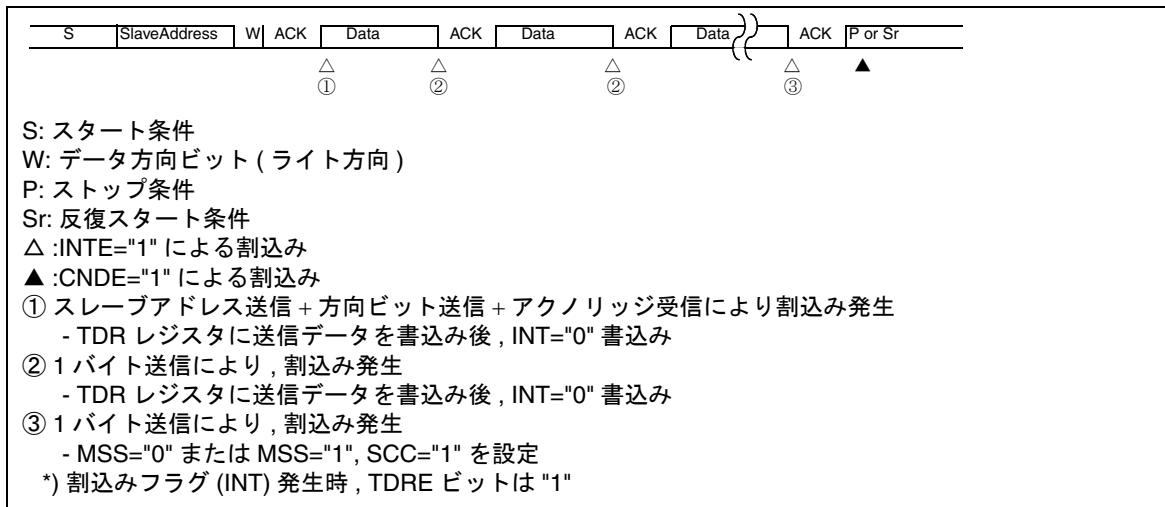 S SlaveAddress W ACK Data ACK Data ACK Data ACK P or Sr
△ △ △ △ ▲
① ② ② ③
S: スタート条件
W: データ方向ビット ( ライト方向 )
P: ストップ条件
Sr: 反復スタート条件
△ :INTE="1" による割込み
▲ :CNDE="1" による割込み
① スレーブアドレス送信 + 方向ビット送信 + アクノリッジ受信により割込み発生
- TDR レジスタに送信データを書込み後 , INT="0" 書込み
② 1 バイト送信により , 割込み発生
- TDR レジスタに送信データを書込み後 , INT="0" 書込み
③ 1 バイト送信により , 割込み発生
- MSS="0" または MSS="1", SCC="1" を設定
*) 割込みフラグ (INT) 発生時 , TDRE ビットは "1"